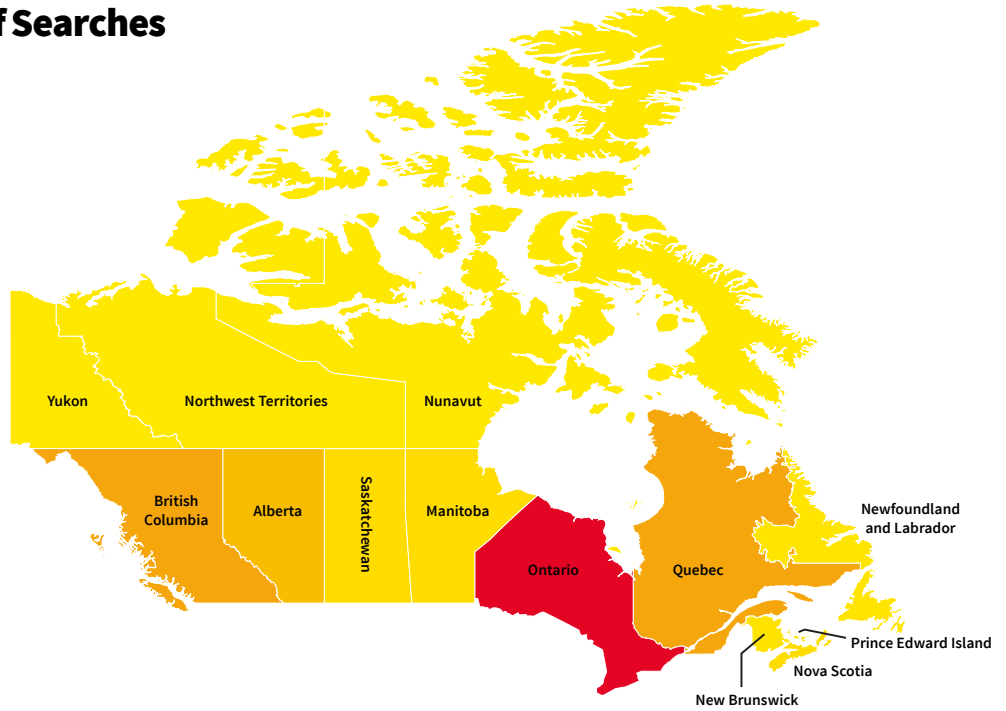 f Searches
Yukon
Northwest Territories
Nunavut
British
Columbia
Alberta
Saskatchewan
Manitoba
Ontario
Quebec
Newfoundland
and Labrador
Prince Edward Island
Nova Scotia
New Brunswick